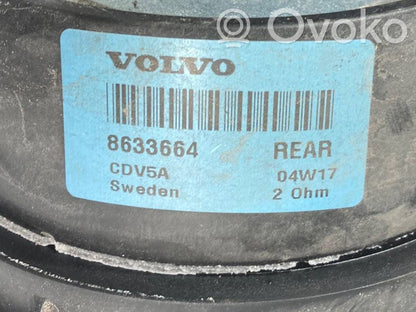 Ovoko
VOLVO
8633664 REAR
CDV5A 04W17
Sweden 2 Ohm